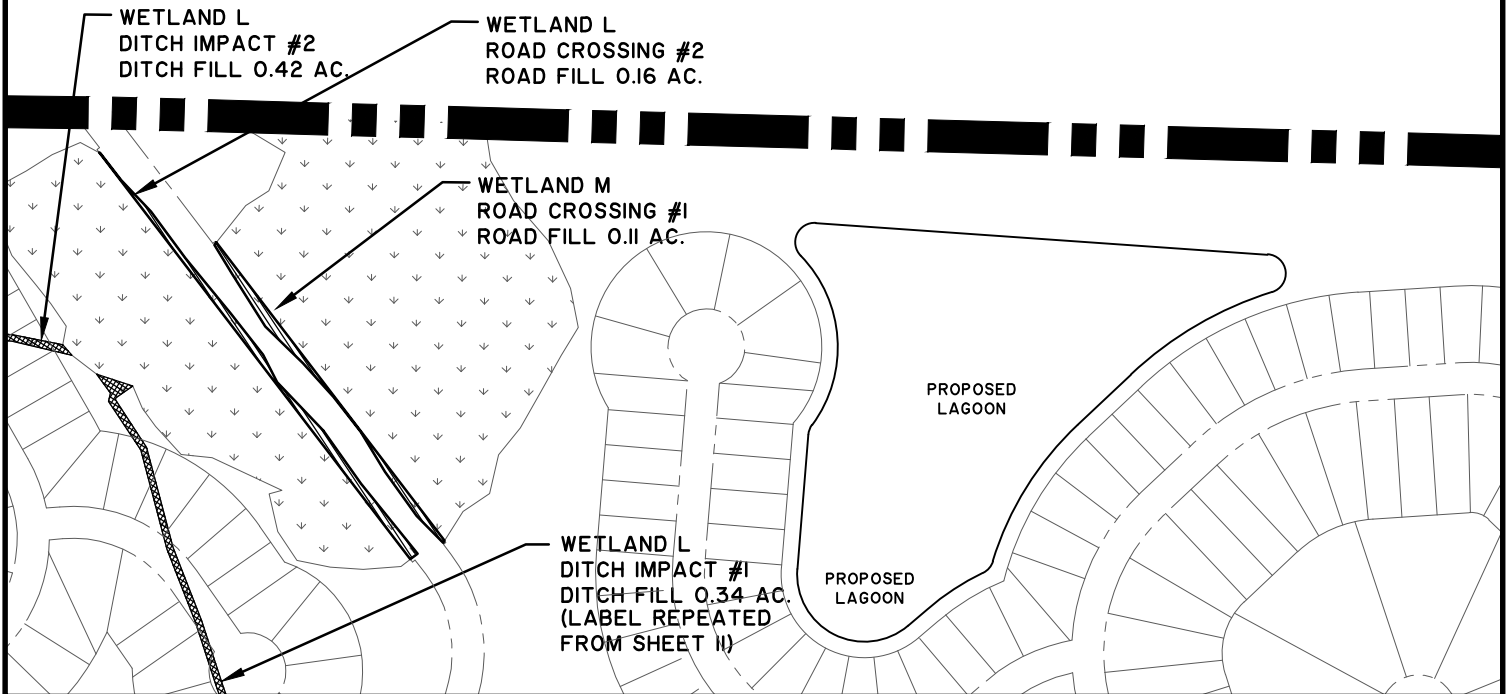 WETLAND L
DITCH IMPACT #2
DITCH FILL 0.42 AC.
WETLAND L
ROAD CROSSING #2
ROAD FILL 0.16 AC.
WETLAND M
ROAD CROSSING #1
ROAD FILL 0.11 AC.
PROPOSED
LAGOON
WETLAND L
DITCH IMPACT #1
DITCH FILL 0.34 AC.
(LABEL REPEATED
FROM SHEET 11)
PROPOSED
LAGOON